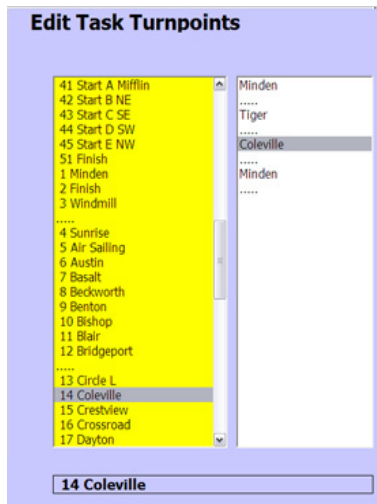 Edit Task Turnpoints
41 Start A Mifflin
42 Start B NE
43 Start C SE
44 Start D SW
45 Start E NW
51 Finish
1 Minden
2 Finish
3 Windmill
.....
4 Sunrise
5 Air Sailing
6 Austin
7 Basalt
8 Beckworth
9 Benton
10 Bishop
11 Blair
12 Bridgeport
.....
13 Circle L
14 Coleville
15 Crestview
16 Crossroad
17 Dayton
Minden
.....
Tiger
.....
Coleville
.....
Minden
.....
14 Coleville